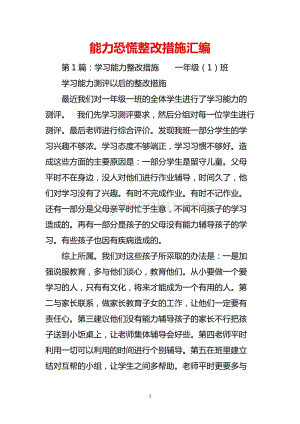 能力恐慌整改措施汇编
第 1 篇：学习能力整改措施 一年级（1）班
学习能力测评以后的整改措施
最近我们对一年级一班的全体学生进行了学习能力的
测评。 我们先学习测评要求，然后分组对每一位学生进行
测评。最后老师进行综合评价。发现我班一部分学生的学
习兴趣不够浓。学习态度不够端正，学习习惯不够好。造
成这些方面的主要原因是：一部分学生是留守儿童。父母
平时不在身边，没人对他们进行作业辅导，时间久了，他
们对学习没有了兴趣。有时不完成作业。有时不记作业。
还有一部分是父母亲平时忙于生意，不闻不问孩子的学习
造成的。再有一部分孩子的父母没有能力辅导孩子的学
习。有些孩子也因有疾病造成的。
综上所属。我们对这些孩子所采取的办法是：一是加
强说服教育，多与他们谈心，教育他们。从小要做一个爱
学习的人，只有有文化，将来才能成为一个有用的人。第
二与家长联系，做家长教育子女的工作，让他们一定要有
责任心。第三建议他们没有能力辅导孩子的家长不行把孩
子送到小饭桌上，让老师集体辅导会好些。第四老师平时
利用一切可以利用的时间进行个别辅导。第五在班里建立
结对互帮的小组，让学生之间多帮助。老师平时更要多与
1